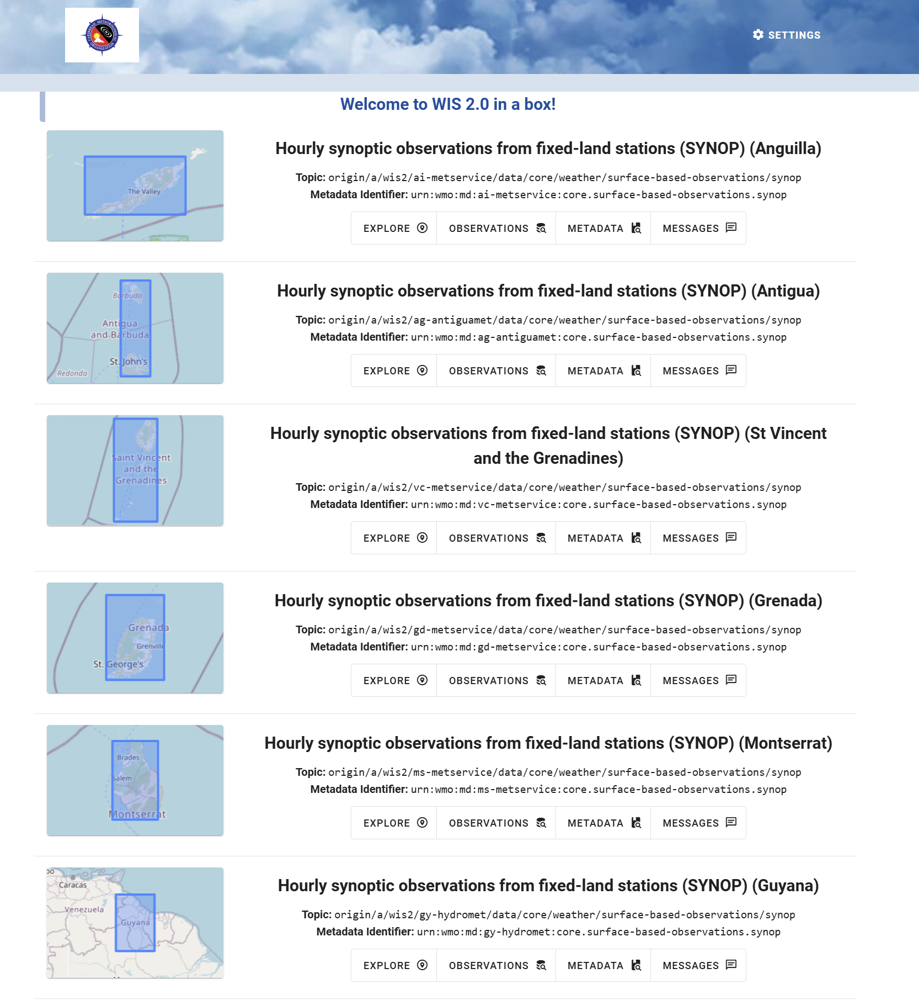 CARIBBEAN METEOROLOGICAL
ORGANIZATION
SETTINGS
Welcome to WIS 2.0 in a box!
The Valley
Hourly synoptic observations from fixed-land stations (SYNOP) (Anguilla)
Topic: origin/a/wis2/ai-metservice/data/core/weather/surface-based-observations/synop
Metadata Identifier: urn:wmo:md:ai-metservice:core.surface-based-observations.synop
EXPLORE OBSERVATIONS METADATA MESSAGES
Barbuda
Antigua
and Barbuda
St. John's
Redonda
Hourly synoptic observations from fixed-land stations (SYNOP) (Antigua)
Topic: origin/a/wis2/ag-antiguamet/data/core/weather/surface-based-observations/synop
Metadata Identifier: urn:wmo:md:ag-antiguamet:core.surface-based-observations.synop
EXPLORE OBSERVATIONS METADATA MESSAGES
Saint Vincent
and the
Grenadines
Hourly synoptic observations from fixed-land stations (SYNOP) (St Vincent
and the Grenadines)
Topic: origin/a/wis2/vc-metservice/data/core/weather/surface-based-observations/synop
Metadata Identifier: urn:wmo:md:vc-metservice:core.surface-based-observations.synop
EXPLORE OBSERVATIONS METADATA MESSAGES
Grenada
Grenville
St. George's
Hourly synoptic observations from fixed-land stations (SYNOP) (Grenada)
Topic: origin/a/wis2/gd-metservice/data/core/weather/surface-based-observations/synop
Metadata Identifier: urn:wmo:md:gd-metservice:core.surface-based-observations.synop
EXPLORE OBSERVATIONS METADATA MESSAGES
Brades
Salem
Montserrat
Hourly synoptic observations from fixed-land stations (SYNOP) (Montserrat)
Topic: origin/a/wis2/ms-metservice/data/core/weather/surface-based-observations/synop
Metadata Identifier: urn:wmo:md:ms-metservice:core.surface-based-observations.synop
EXPLORE OBSERVATIONS METADATA MESSAGES
Caracas
Venezuela
Guyana
Hourly synoptic observations from fixed-land stations (SYNOP) (Guyana)
Topic: origin/a/wis2/gy-hydromet/data/core/weather/surface-based-observations/synop
Metadata Identifier: urn:wmo:md:gy-hydromet:core.surface-based-observations.synop
EXPLORE OBSERVATIONS METADATA MESSAGES